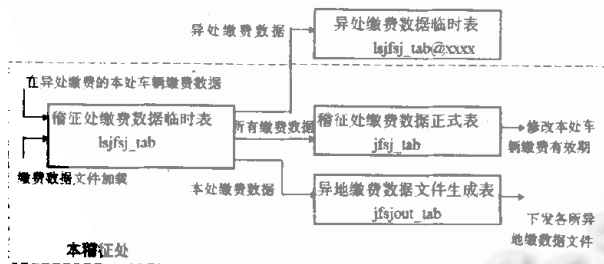 异处缴费数据
异处缴费数据临时表
lsjfsj_tab@xxxx
在异处缴费的本处车辆缴费数据
稽征处缴费数据临时表
lsjfsj_tab
所有缴费数据
稽征处缴费数据正式表
jfsj_tab
修改本处车
辆缴费有效期
缴费数据文件加载
本处缴费数据
异地缴费数据文件生成表
jfsjout_tab
下发各所异
地缴数据文件
本稽征处